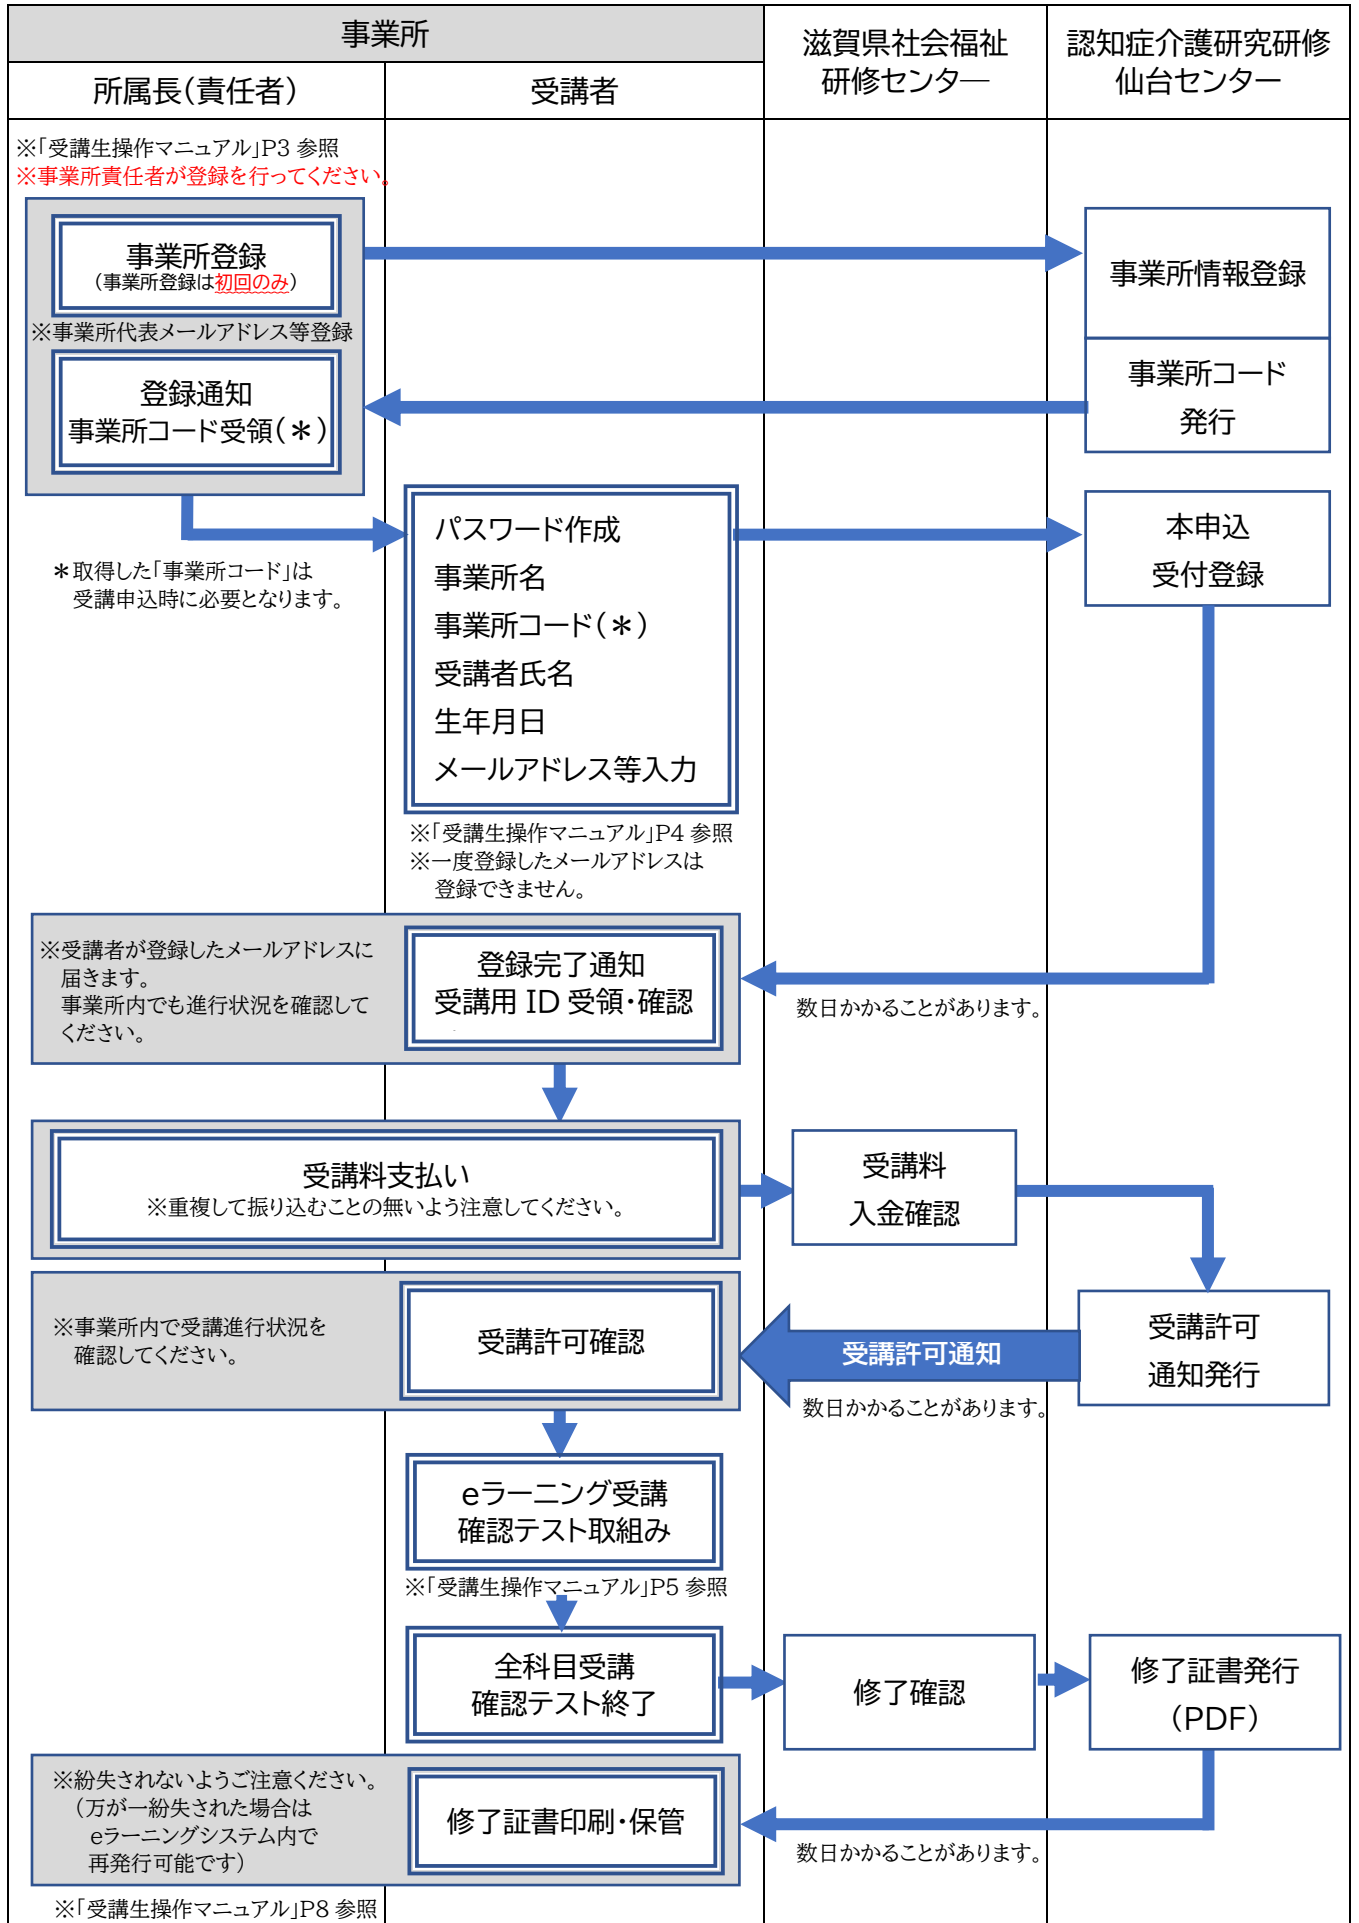 事業所
滋賀県社会福祉
研修センター
認知症介護研究研修
仙台センター
所属長（責任者）
受講者
※「受講生操作マニュアル」P3 参照
※事業所責任者が登録を行ってください。
事業所登録
（事業所登録は初回のみ）
※事業所代表メールアドレス等登録
事業所情報登録
登録通知
事業所コード受領（＊）
事業所コード
発行
＊取得した「事業所コード」は
受講申込時に必要となります。
パスワード作成
事業所名
事業所コード（＊）
受講者氏名
生年月日
メールアドレス等入力
本申込
受付登録
※「受講生操作マニュアル」P4 参照
※一度登録したメールアドレスは
登録できません。
※受講者が登録したメールアドレスに
届きます。
事業所内でも進行状況を確認して
ください。
登録完了通知
受講用 ID 受領・確認
数日かかることがあります。
受講料支払い
※重複して振り込むことの無いよう注意してください。
受講料
入金確認
※事業所内で受講進行状況を
確認してください。
受講許可確認
受講許可通知
数日かかることがあります。
受講許可
通知発行
eラーニング受講
確認テスト取組み
※「受講生操作マニュアル」P5 参照
全科目受講
確認テスト終了
修了確認
修了証書発行
（PDF）
※紛失されないようご注意ください。
（万が一紛失された場合は
eラーニングシステム内で
再発行可能です）
修了証書印刷・保管
数日かかることがあります。
※「受講生操作マニュアル」P8 参照